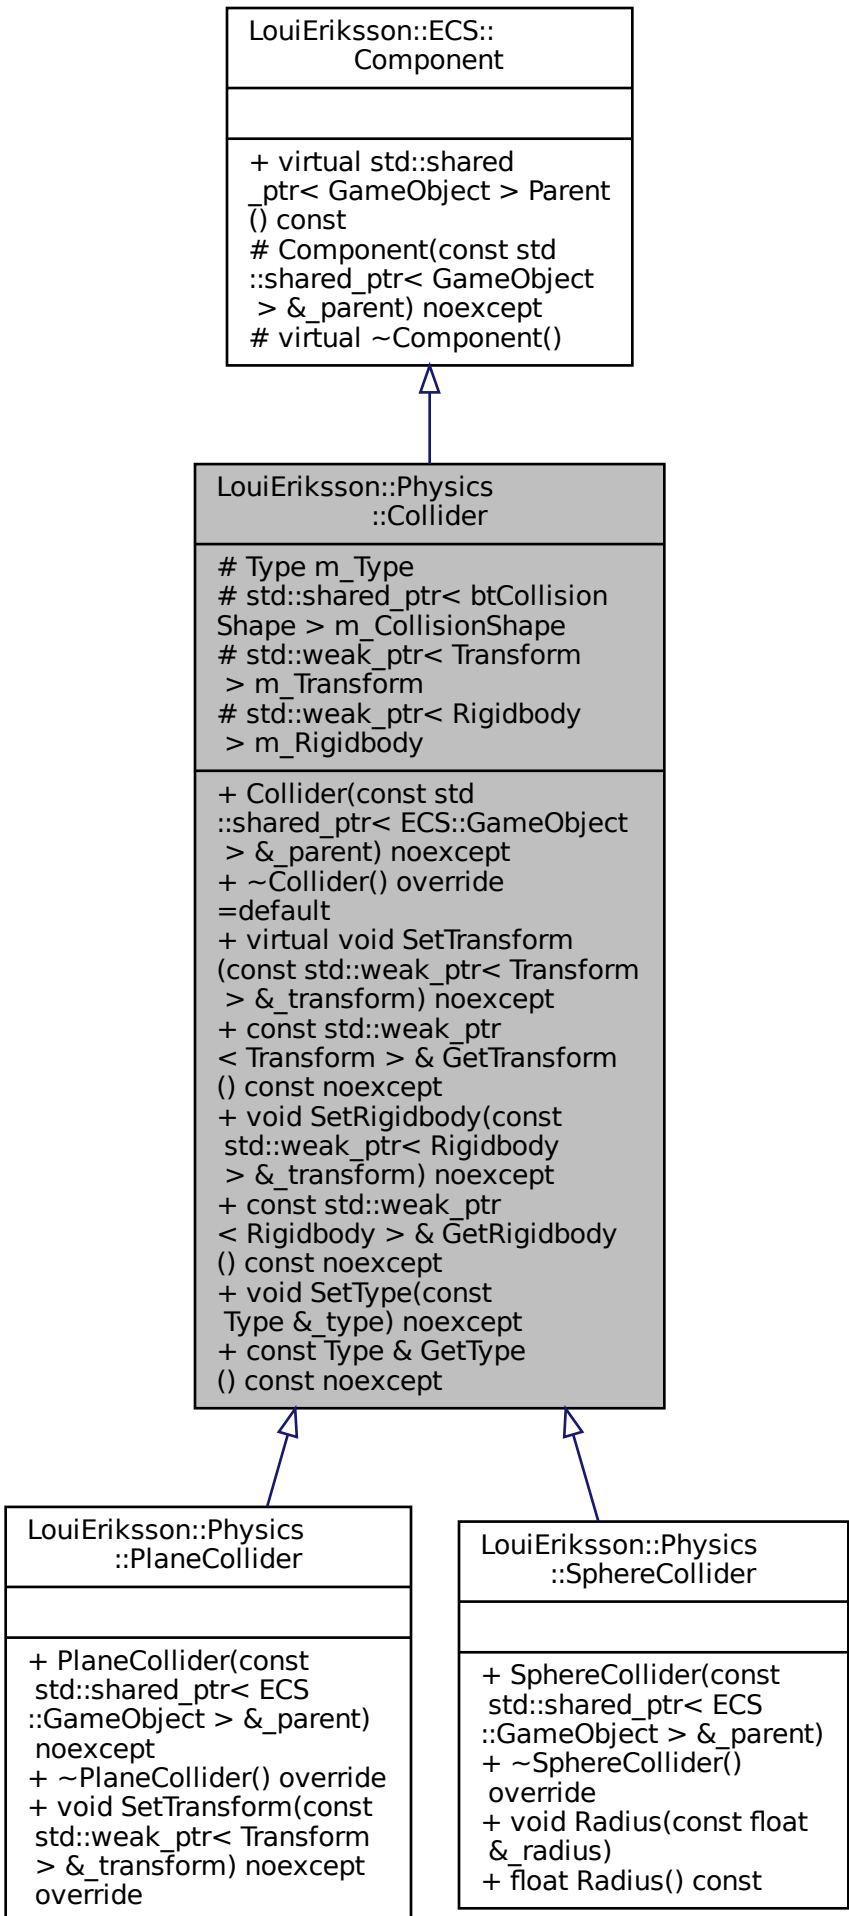 LouiEriksson::ECS::
Component
+ virtual std::shared
_ptr< GameObject > Parent
() const
# Component(const std
::shared_ptr< GameObject
> &_parent) noexcept
# virtual ~Component()
LouiEriksson::Physics
::Collider
# Type m_Type
# std::shared_ptr< btCollision
Shape > m_CollisionShape
# std::weak_ptr< Transform
> m_Transform
# std::weak_ptr< Rigidbody
> m_Rigidbody
+ Collider(const std
::shared_ptr< ECS::GameObject
> &_parent) noexcept
+ ~Collider() override
=default
+ virtual void SetTransform
(const std::weak_ptr< Transform
> &_transform) noexcept
+ const std::weak_ptr
< Transform > & GetTransform
() const noexcept
+ void SetRigidbody(const
std::weak_ptr< Rigidbody
> &_transform) noexcept
+ const std::weak_ptr
< Rigidbody > & GetRigidbody
() const noexcept
+ void SetType(const
Type &_type) noexcept
+ const Type & GetType
() const noexcept
LouiEriksson::Physics
::PlaneCollider
+ PlaneCollider(const
std::shared_ptr< ECS
::GameObject > &_parent)
noexcept
+ ~PlaneCollider() override
+ void SetTransform(const
std::weak_ptr< Transform
> &_transform) noexcept
override
LouiEriksson::Physics
::SphereCollider
+ SphereCollider(const
std::shared_ptr< ECS
::GameObject > &_parent)
+ ~SphereCollider()
override
+ void Radius(const float
&_radius)
+ float Radius() const